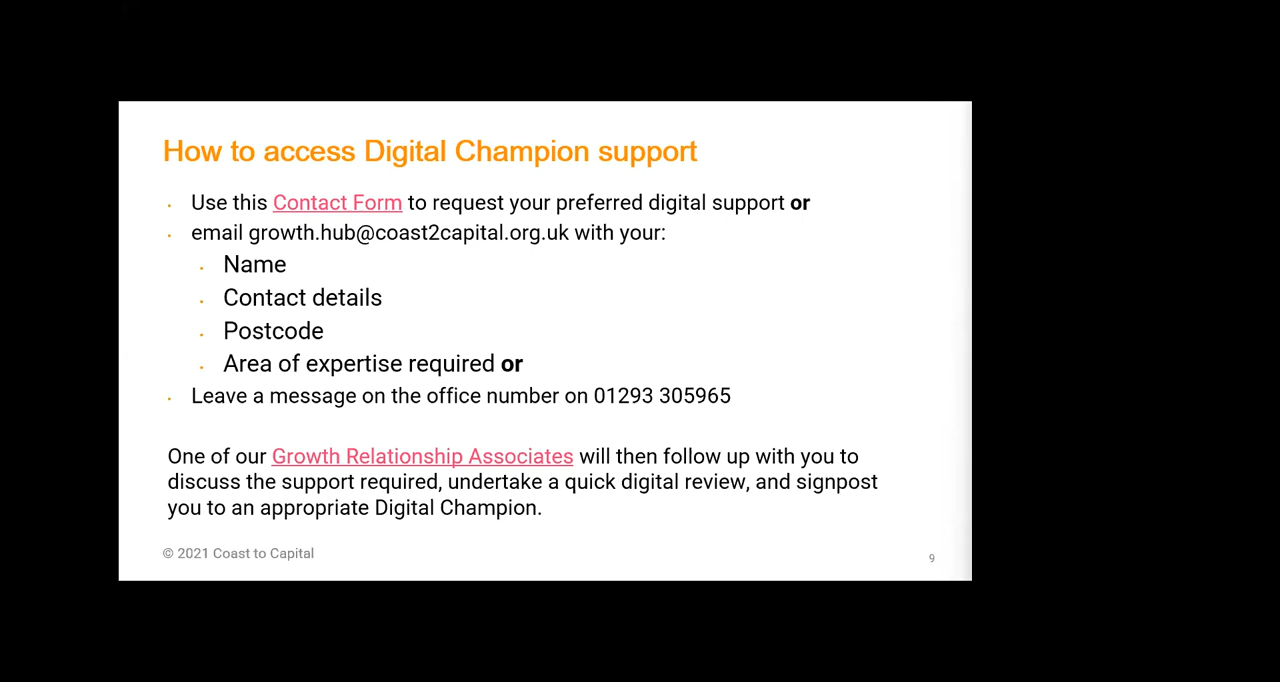 How to access Digital Champion support
Use this Contact Form to request your preferred digital support or
email growth.hub@coast2capital.org.uk with your:
Name
Contact details
Postcode
Area of expertise required or
Leave a message on the office number on 01293 305965
One of our Growth Relationship Associates will then follow up with you to
discuss the support required, undertake a quick digital review, and signpost
you to an appropriate Digital Champion.
© 2021 Coast to Capital
9